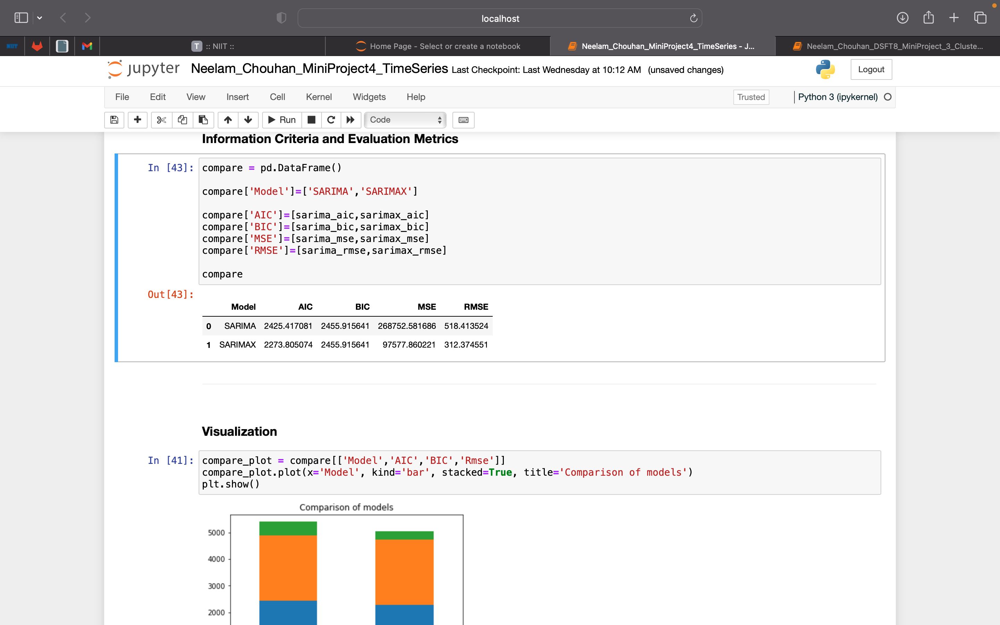 localhost
NIIT
T :: NIIT ::
Home Page - Select or create a notebook
Neelam_Chouhan_MiniProject4_TimeSeries - J...
Neelam_Chouhan_DSFT8_MiniProject_3_Cluste...
jupyter Neelam_Chouhan_MiniProject4_TimeSeries Last Checkpoint: Last Wednesday at 10:12 AM (unsaved changes)
Logout
File Edit View Insert Cell Kernel Widgets Help
Trusted
Python 3 (ipykernel)
Run
Code
Information Criteria and Evaluation Metrics
In [43]:
compare = pd.DataFrame()
compare['Model']=['SARIMA','SARIMAX']
compare['AIC']=[sarima_aic,sarimax_aic]
compare['BIC']=[sarima_bic,sarimax_bic]
compare['MSE']=[sarima_mse,sarimax_mse]
compare['RMSE']=[sarima_rmse,sarimax_rmse]
compare
Out[43]:
Model AIC BIC MSE RMSE
0 SARIMA 2425.417081 2455.915641 268752.581686 518.413524
1 SARIMAX 2273.805074 2455.915641 97577.860221 312.374551
Visualization
In [41]:
compare_plot = compare[['Model','AIC','BIC','Rmse']]
compare_plot.plot(x='Model', kind='bar', stacked=True, title='Comparison of models')
plt.show()
Comparison of models
5000
4000
3000
2000